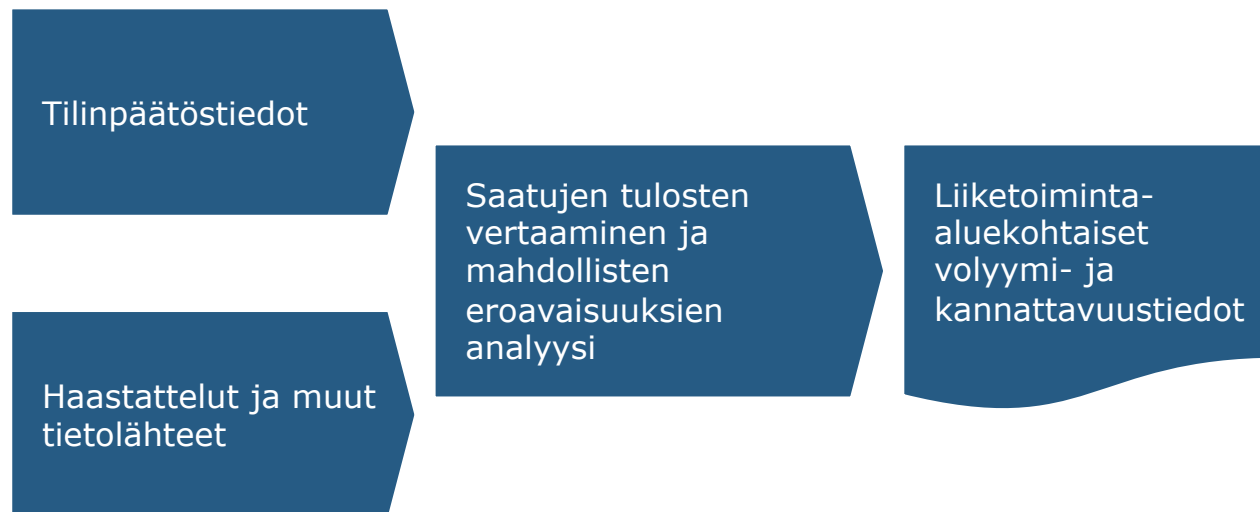 Tilinpäätöstiedot
Haastattelut ja muut
tietolähteet
Saatujen tulosten
vertaaminen ja
mahdollisten
eroavaisuuksien
analyysi
Liiketoiminta-
aluekohtaiset
volyymi- ja
kannattavuustiedot